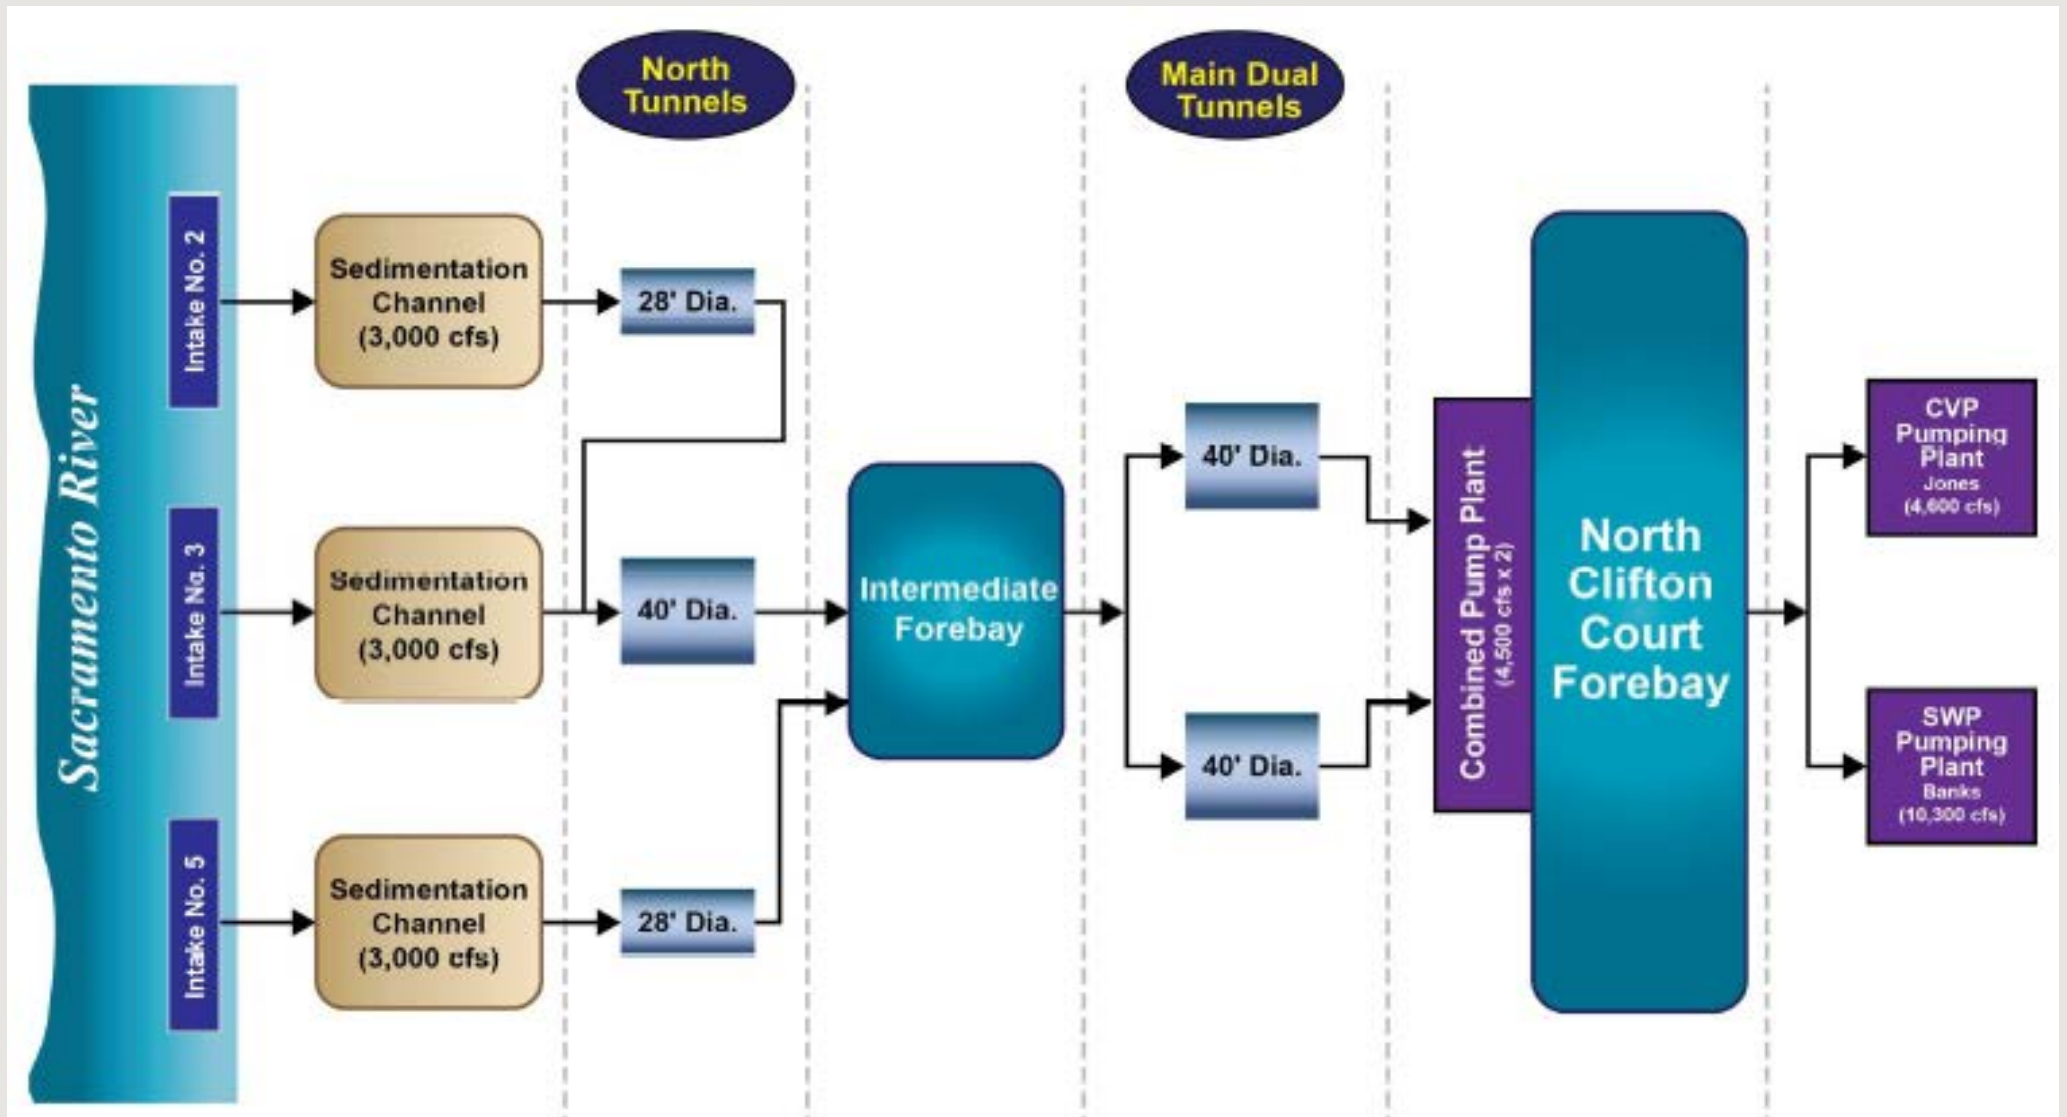 North
Tunnels
Main Dual
Tunnels
Sacramento River
Intake No. 2
Sedimentation
Channel
(3,000 cfs)
28' Dia.
Intake No. 3
Sedimentation
Channel
(3,000 cfs)
40' Dia.
Intake No. 5
Sedimentation
Channel
(3,000 cfs)
28' Dia.
Intermediate
Forebay
40' Dia.
40' Dia.
Combined Pump Plant
(4,500 cfs x 2)
North
Clifton
Court
Forebay
CVP
Pumping
Plant
Jones
(4,600 cfs)
SWP
Pumping
Plant
Banks
(10,300 cfs)